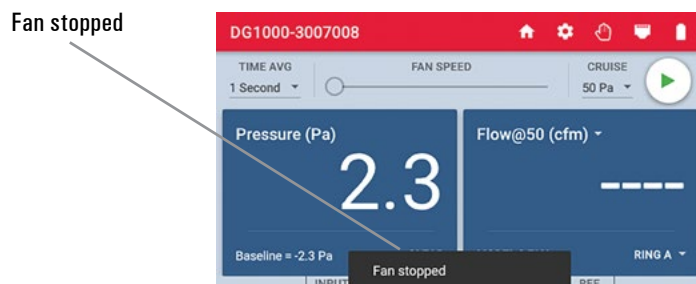 Fan stopped
DG1000-3007008
TIME AVG FAN SPEED CRUISE
1 Second 50 Pa
Pressure (Pa) Flow@50 (cfm)
2.3 ----
Baseline = -2.3 Pa RING A
Fan stopped